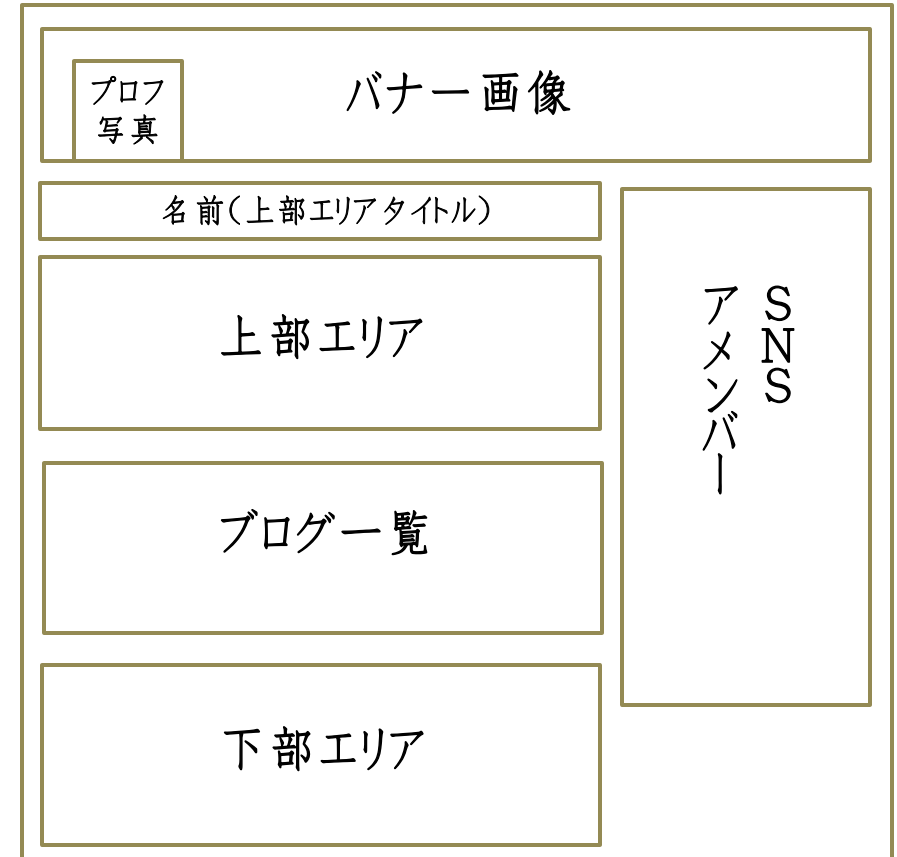 プロフ
写真
バナー画像
名前(上部エリアタイトル)
上部エリア
ブログ一覧
下部エリア
SNS
アメンバー